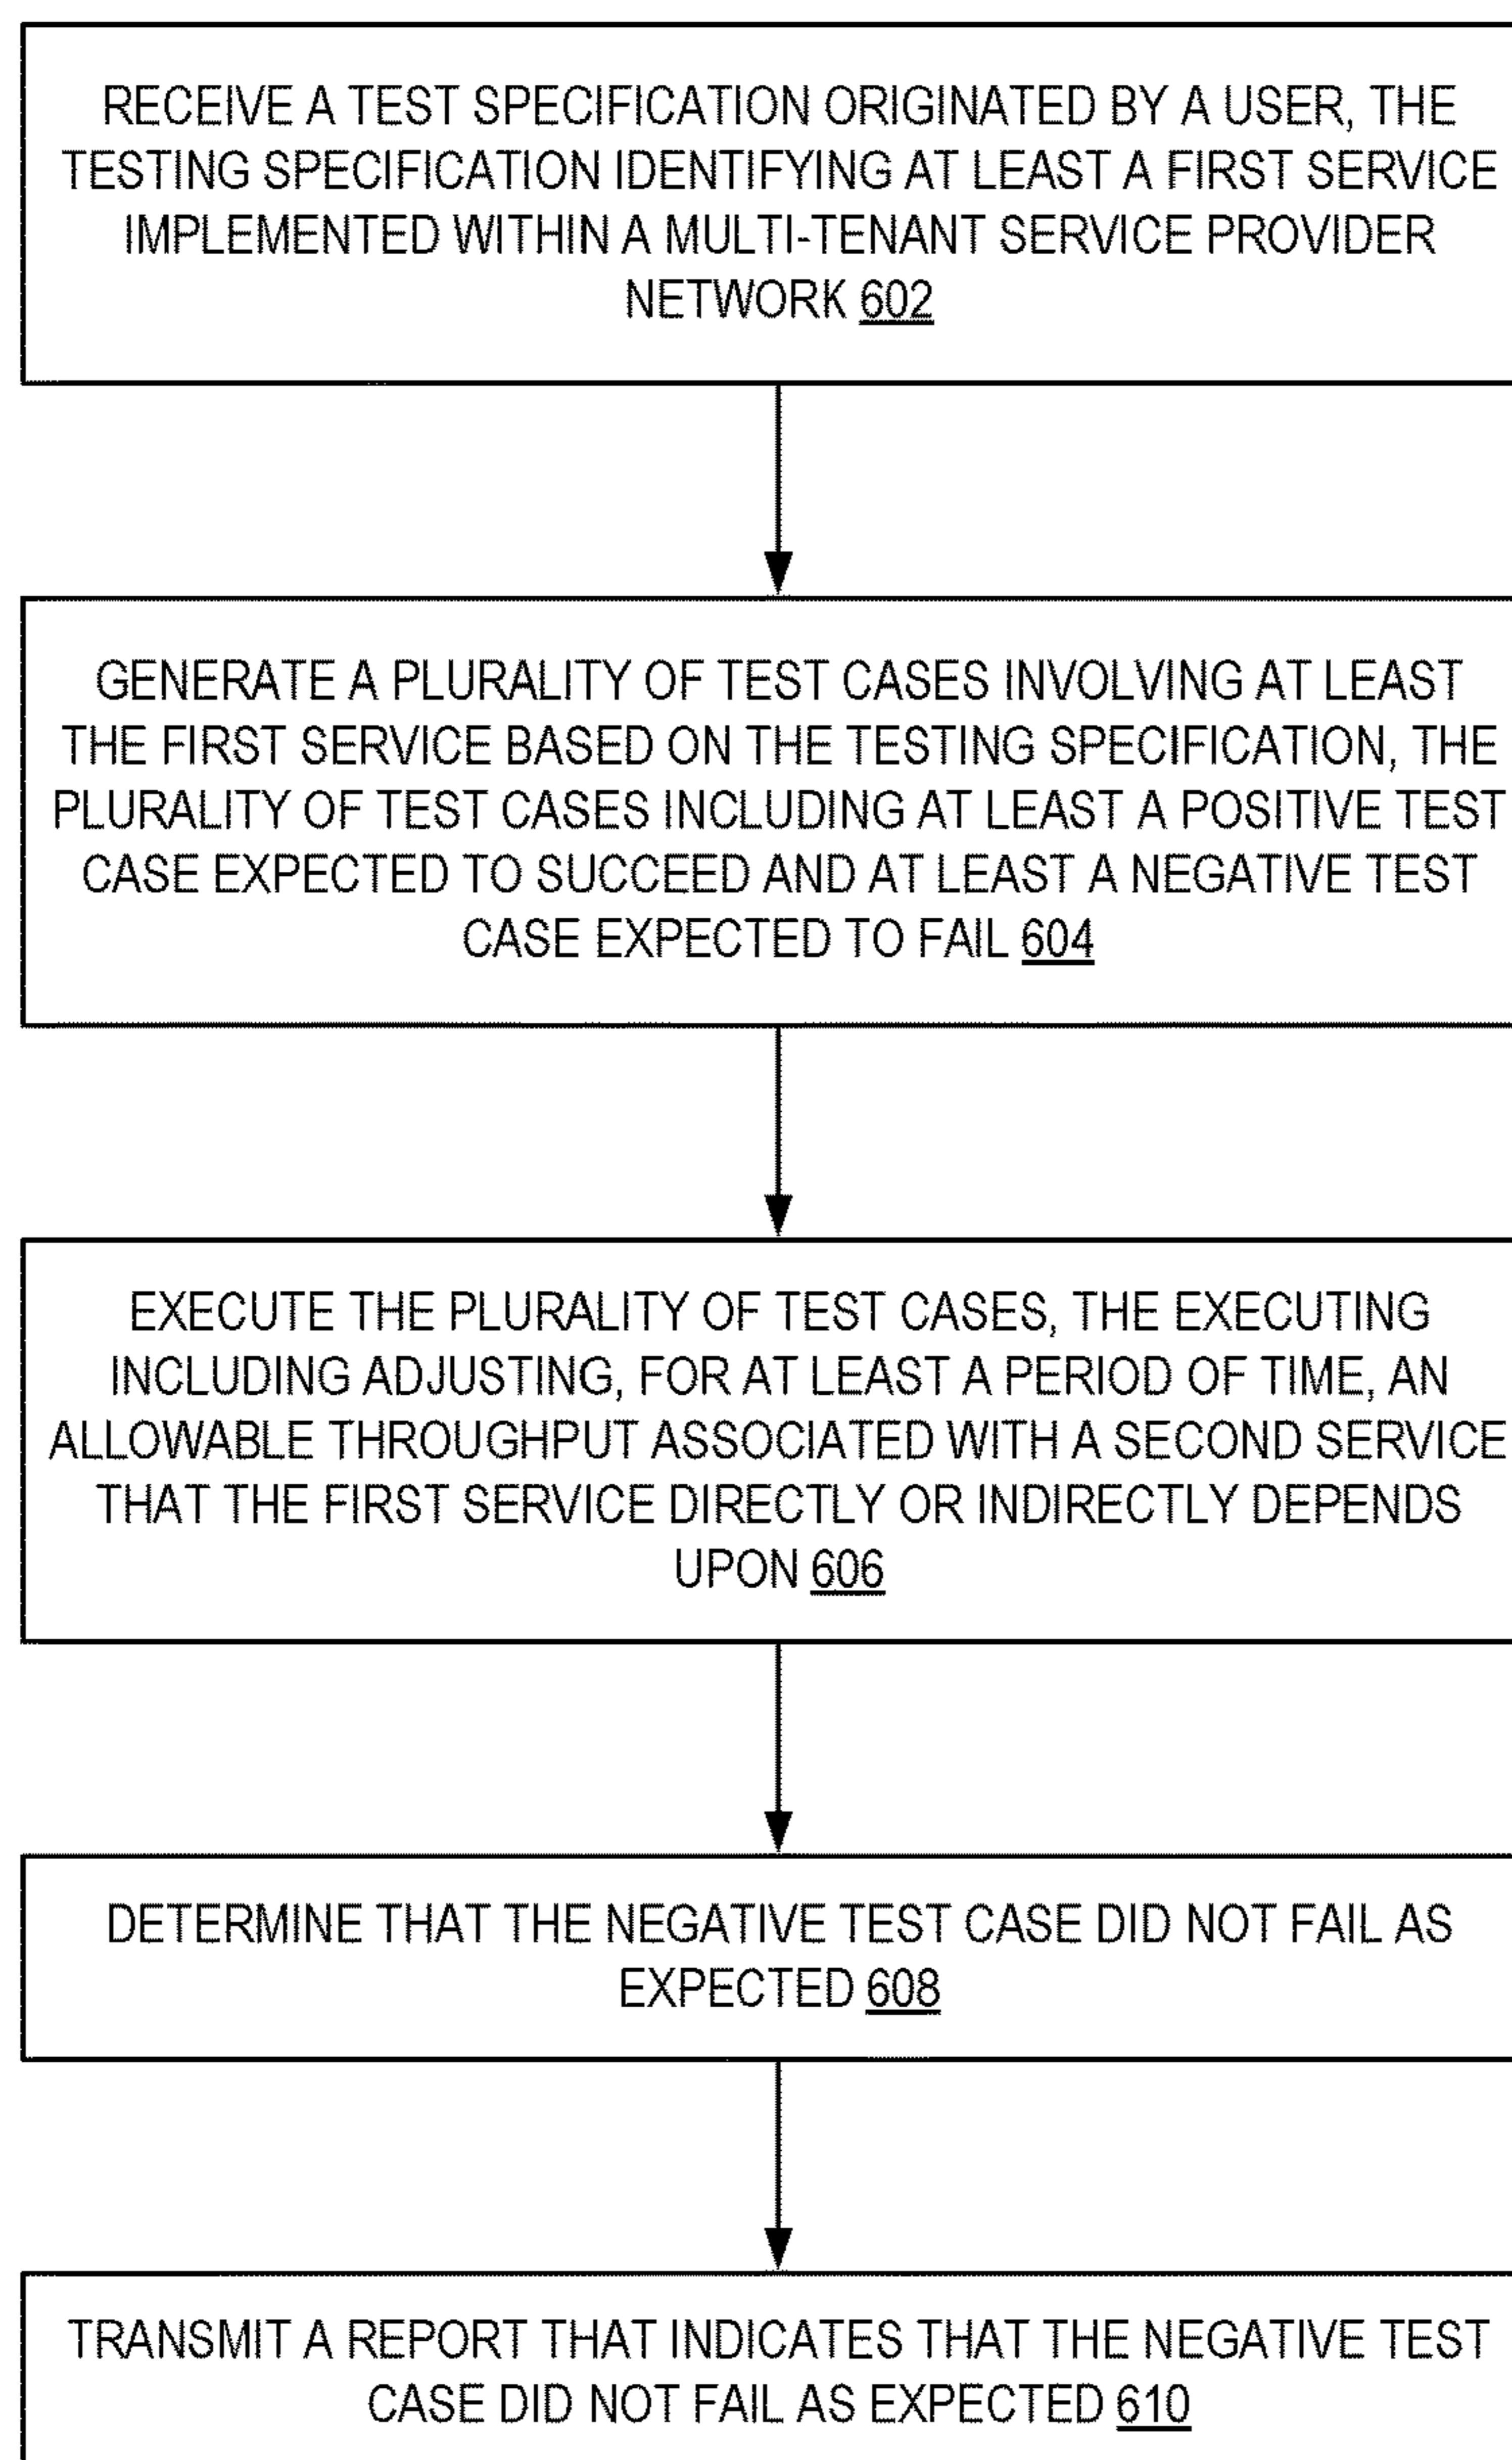 RECEIVE A TEST SPECIFICATION ORIGINATED BY A USER, THE
TESTING SPECIFICATION IDENTIFYING AT LEAST A FIRST SERVICE
IMPLEMENTED WITHIN A MULTI-TENANT SERVICE PROVIDER
NETWORK 602
GENERATE A PLURALITY OF TEST CASES INVOLVING AT LEAST
THE FIRST SERVICE BASED ON THE TESTING SPECIFICATION, THE
PLURALITY OF TEST CASES INCLUDING AT LEAST A POSITIVE TEST
CASE EXPECTED TO SUCCEED AND AT LEAST A NEGATIVE TEST
CASE EXPECTED TO FAIL 604
EXECUTE THE PLURALITY OF TEST CASES, THE EXECUTING
INCLUDING ADJUSTING, FOR AT LEAST A PERIOD OF TIME, AN
ALLOWABLE THROUGHPUT ASSOCIATED WITH A SECOND SERVICE
THAT THE FIRST SERVICE DIRECTLY OR INDIRECTLY DEPENDS
UPON 606
DETERMINE THAT THE NEGATIVE TEST CASE DID NOT FAIL AS
EXPECTED 608
TRANSMIT A REPORT THAT INDICATES THAT THE NEGATIVE TEST
CASE DID NOT FAIL AS EXPECTED 610